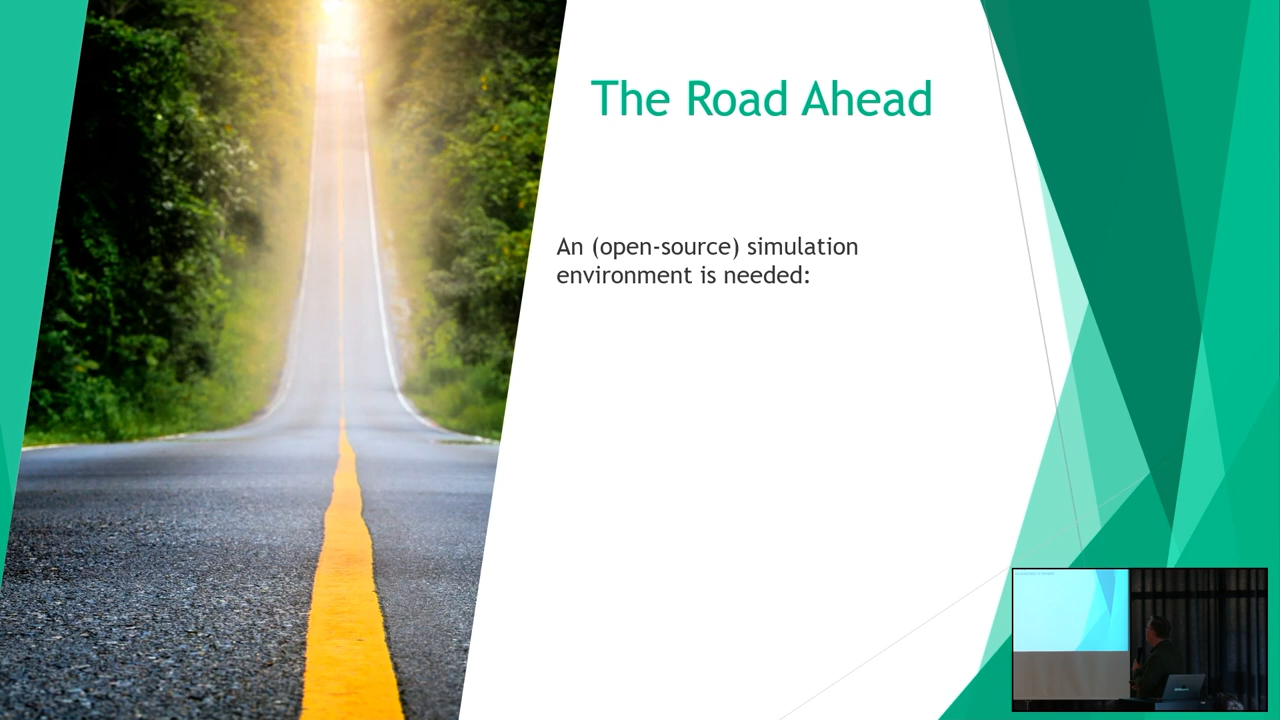 The Road Ahead
An (open-source) simulation
environment is needed: